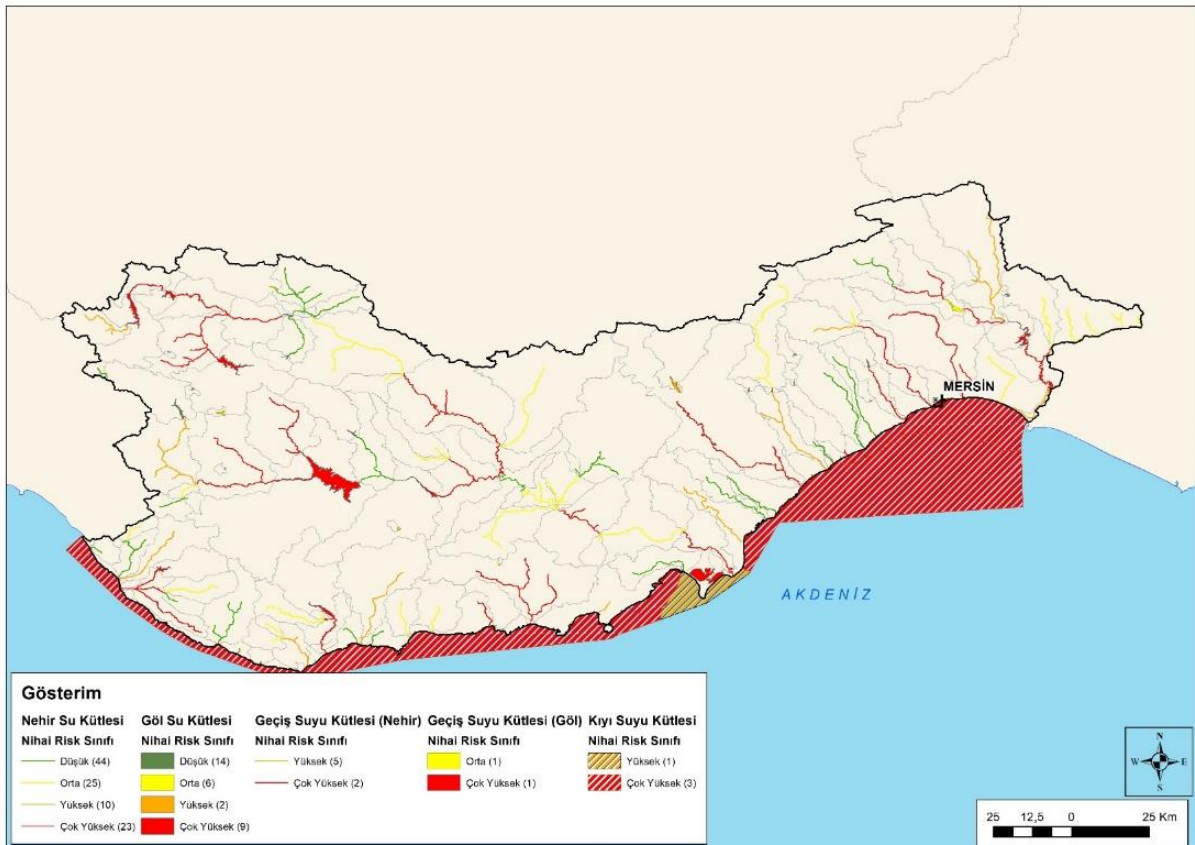 MERSİN
AKDENİZ
Gösterim
Nehir Su Kütlesi
Nihai Risk Sınıfı
Düşük (44)
Orta (25)
Yüksek (10)
Çok Yüksek (23)
Göl Su Kütlesi
Nihai Risk Sınıfı
Düşük (14)
Orta (6)
Yüksek (2)
Çok Yüksek (9)
Geçiş Suyu Kütlesi (Nehir)
Nihai Risk Sınıfı
Yüksek (5)
Çok Yüksek (2)
Geçiş Suyu Kütlesi (Göl)
Nihai Risk Sınıfı
Orta (1)
Çok Yüksek (1)
Kıyı Suyu Kütlesi
Nihai Risk Sınıfı
Yüksek (1)
Çok Yüksek (3)
N
W E
S
25 12,5 0 25 Km